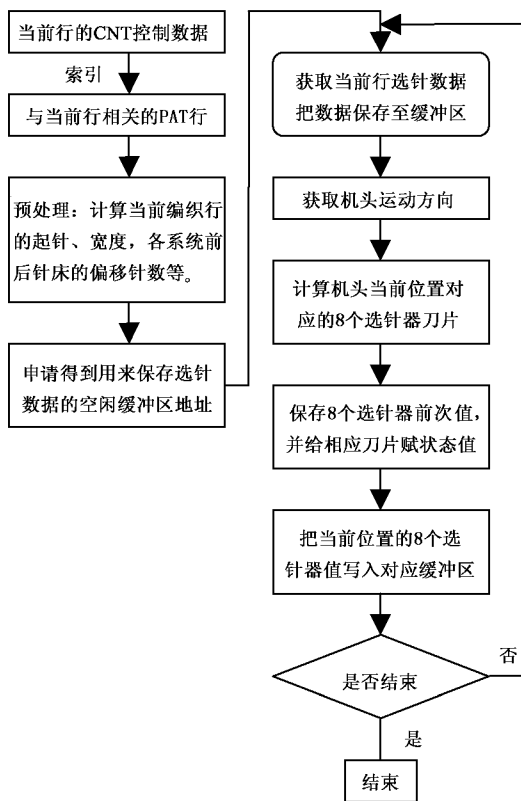 当前行的CNT控制数据
索引
与当前行相关的PAT行
预处理：计算当前编织行
的起针、宽度，各系统前
后针床的偏移针数等。
申请得到用来保存选针
数据的空闲缓冲区地址
获取当前行选针数据
把数据保存至缓冲区
获取机头运动方向
计算机头当前位置对
应的8个选针器刀片
保存8个选针器前次值，
并给相应刀片赋状态值
把当前位置的8个选
针器值写入对应缓冲区
是否结束
否
是
结束